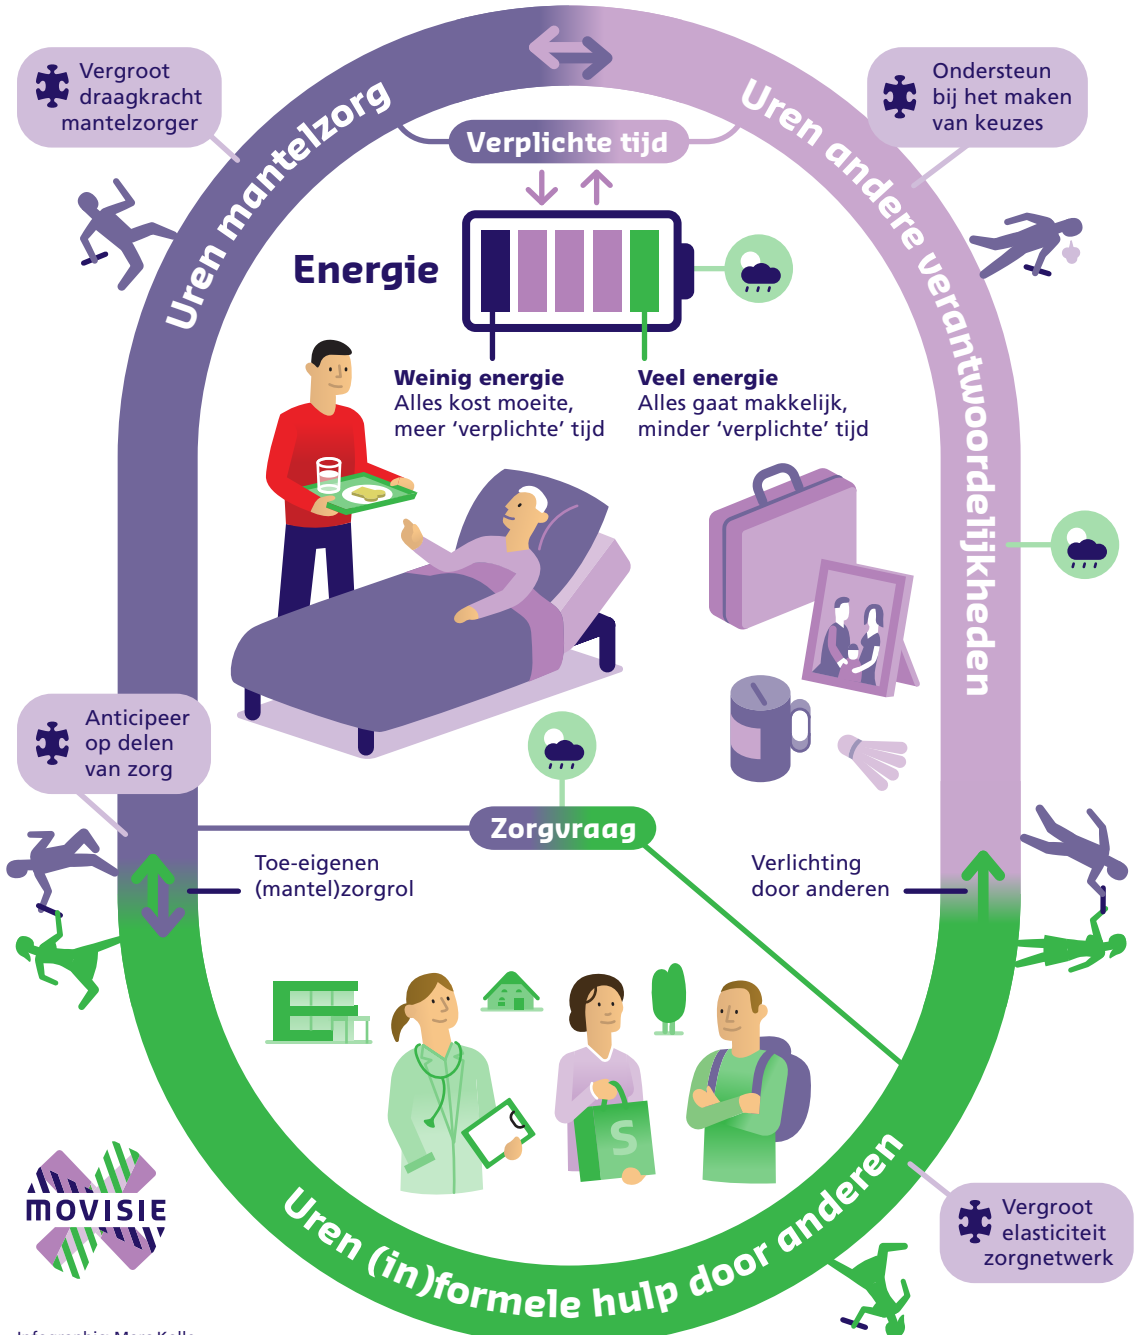 Vergroot
draagkracht
mantelzorger
Ondersteun
bij het maken
van keuzes
Uren mantelzorg
Verplichte tijd
Uren andere verantwoordelijkheden
Energie
Weinig energie
Alles kost moeite,
meer ‘verplichte’ tijd
Veel energie
Alles gaat makkelijk,
minder ‘verplichte’ tijd
Anticipeer
op delen
van zorg
Zorgvraag
Toe-eigenen
(mantel)zorgrol
Verlichting
door anderen
S
Uren (in)formele hulp door anderen
MOVISIE
Vergroot
elasticiteit
zorgnetwerk